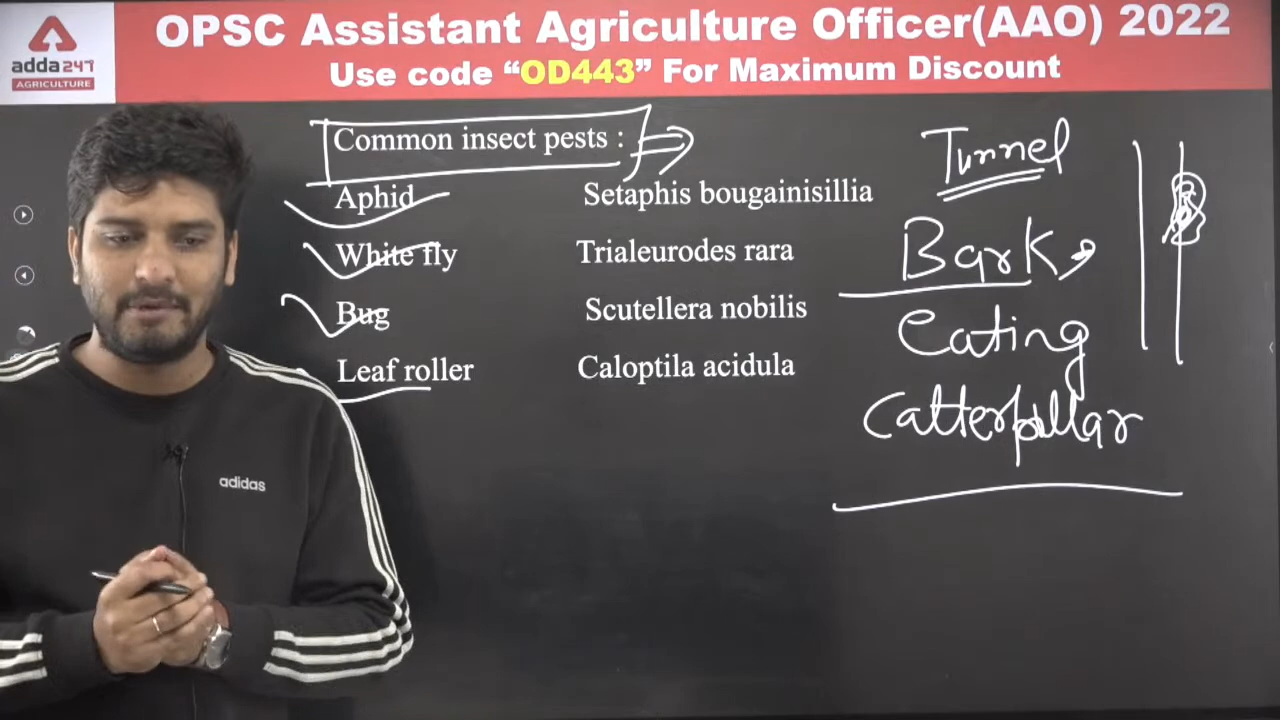 OPSC Assistant Agriculture Officer(AAO) 2022
Use code “OD443” For Maximum Discount
adda247
AGRICULTURE
Common insect pests :
Aphid Setaphis bougainisillia
White fly Trialeurodes rara
Bug Scutellera nobilis
Leaf roller Caloptila acidula
Tunnel
Bark
Eating
Catterpillar
adidas